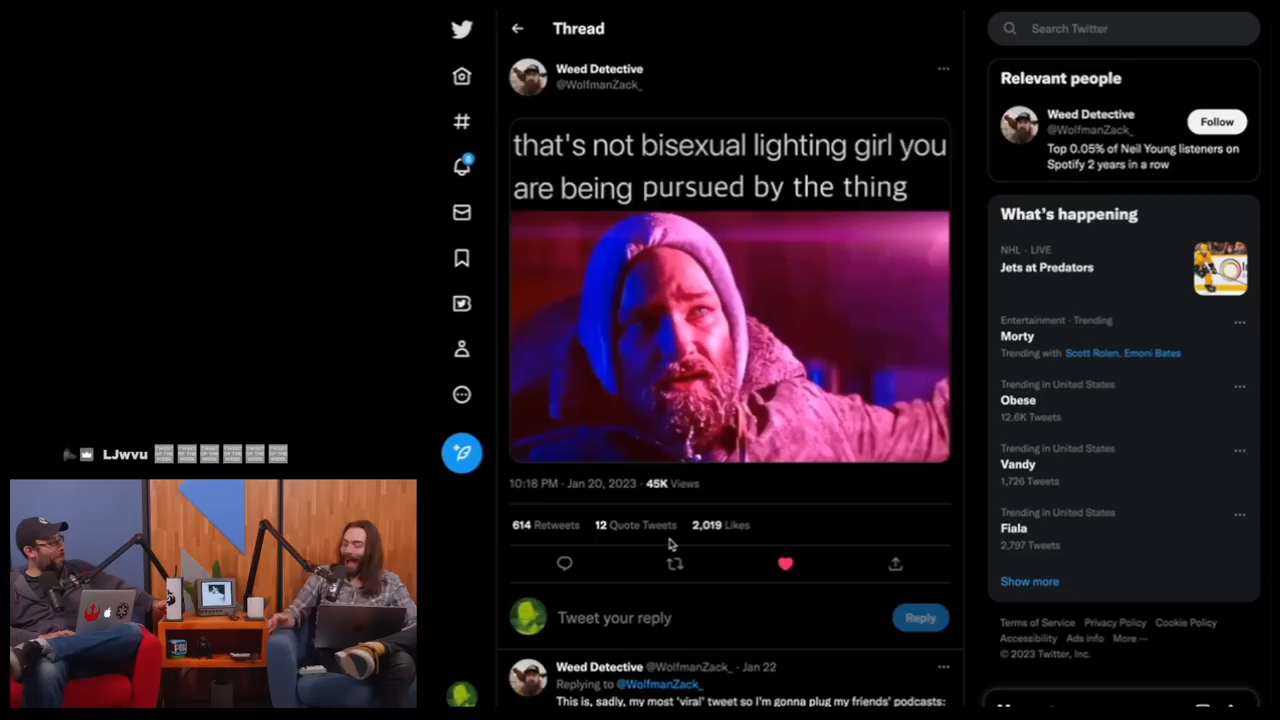 Thread
Weed Detective
@WolfmanZack_
that's not bisexual lighting girl you
are being pursued by the thing
10:18 PM · Jan 20, 2023 · 45K Views
614 Retweets 12 Quote Tweets 2,019 Likes
Tweet your reply
Reply
Weed Detective @WolfmanZack_ · Jan 22
Replying to @WolfmanZack_
This is, sadly, my most 'viral' tweet so I'm gonna plug my friends' podcasts:
Search Twitter
Relevant people
Weed Detective
@WolfmanZack_
Follow
Top 0.05% of Neil Young listeners on
Spotify 2 years in a row
What's happening
NHL · LIVE
Jets at Predators
Entertainment · Trending
Morty
Trending with Scott Rolen, Emoni Bates
Trending in United States
Obese
12.6K Tweets
Trending in United States
Vandy
1,726 Tweets
Trending in United States
Fiala
2,797 Tweets
Show more
Terms of Service Privacy Policy Cookie Policy
Accessibility Ads info More ···
© 2023 Twitter, Inc.
6
LJwvu